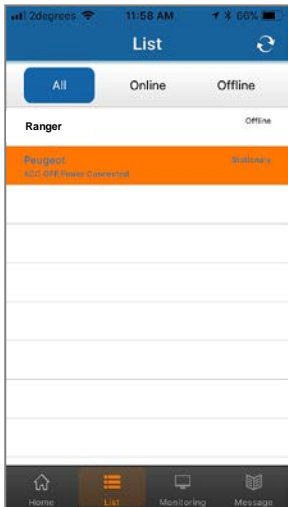 2degrees 11:58 AM 66%
List
All Online Offline
Ranger Offline
Peugeot Stationary
ACC OFF,Power Connected
Home List Monitoring Message